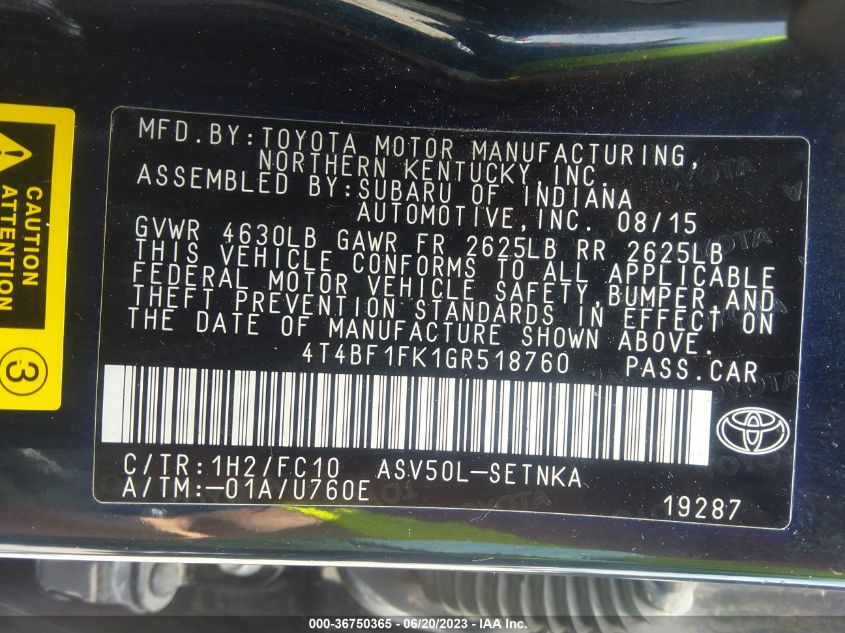 CAUTION
ATTENTION
3
MFD.BY:TOYOTA MOTOR MANUFACTURING,
NORTHERN KENTUCKY,INC.
ASSEMBLED BY:SUBARU OF INDIANA
AUTOMOTIVE,INC. 08/15
GVWR 4630LB GAWR FR 2625LB RR 2625LB
THIS VEHICLE CONFORMS TO ALL APPLICABLE
FEDERAL MOTOR VEHICLE SAFETY,BUMPER,AND
THEFT PREVENTION STANDARDS IN EFFECT ON
THE DATE OF MANUFACTURE SHOWN ABOVE.
4T4BF1FK1GR518760 PASS.CAR
C/TR:1H2/FC10 ASV50L-SETNKA
A/TM:-01A/U760E
19287
000-36750365 - 06/20/2023 - IAA Inc.